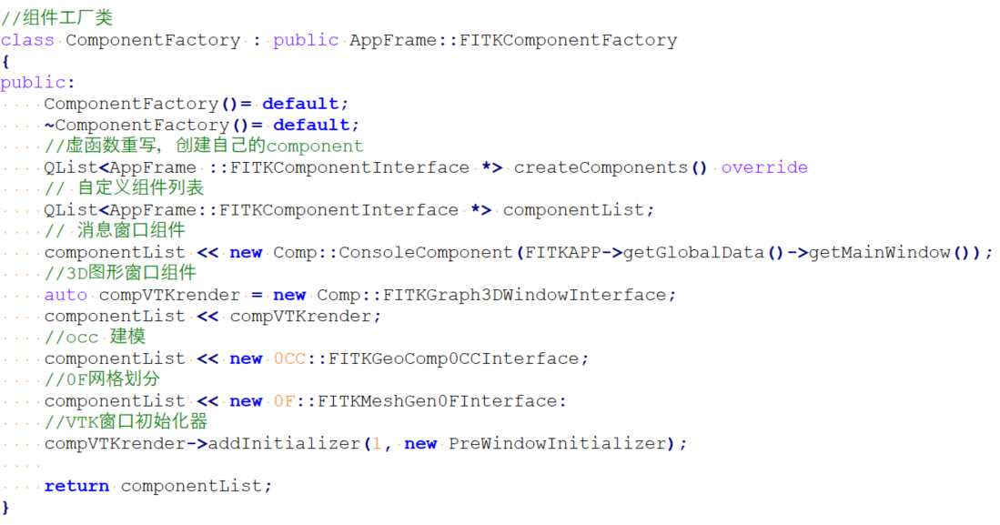 //组件工厂类
class ComponentFactory : public AppFrame::FITKComponentFactory
{
public:
    ComponentFactory()= default;
    ~ComponentFactory()= default;
    //虚函数重写, 创建自己的component
    QList<AppFrame ::FITKComponentInterface *> createComponents() override
    // 自定义组件列表
    QList<AppFrame::FITKComponentInterface *> componentList;
    // 消息窗口组件
    componentList << new Comp::ConsoleComponent(FITKAPP->getGlobalData()->getMainWindow());
    //3D图形窗口组件
    auto compVTKrender = new Comp::FITKGraph3DWindowInterface;
    componentList << compVTKrender;
    //occ 建模
    componentList << new 0CC::FITKGeoComp0CCInterface;
    //0F网格划分
    componentList << new 0F::FITKMeshGen0FInterface:
    //VTK窗口初始化器
    compVTKrender->addInitializer(1, new PreWindowInitializer);
    
    return componentList;
}